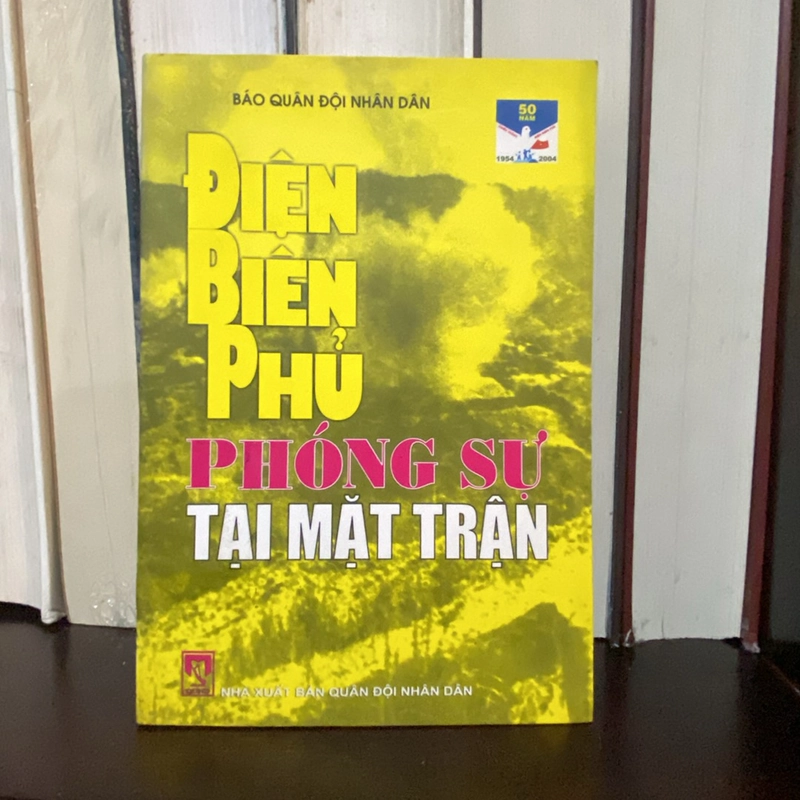 BÁO QUÂN ĐỘI NHÂN DÂN
50
NĂM
1954 2004
ĐIỆN
BIÊN
PHỦ
PHÓNG SỰ
TẠI MẶT TRẬN
NHÀ XUẤT BẢN QUÂN ĐỘI NHÂN DÂN